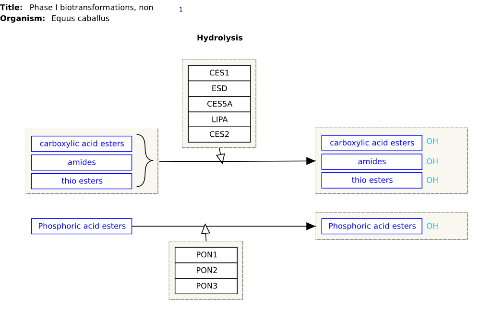 Title: Phase I biotransformations, non 1
Organism: Equus caballus
Hydrolysis
CES1
ESD
CES5A
LIPA
CES2
carboxylic acid esters
amides
thio esters
carboxylic acid esters OH
amides OH
thio esters OH
Phosphoric acid esters
Phosphoric acid esters OH
PON1
PON2
PON3